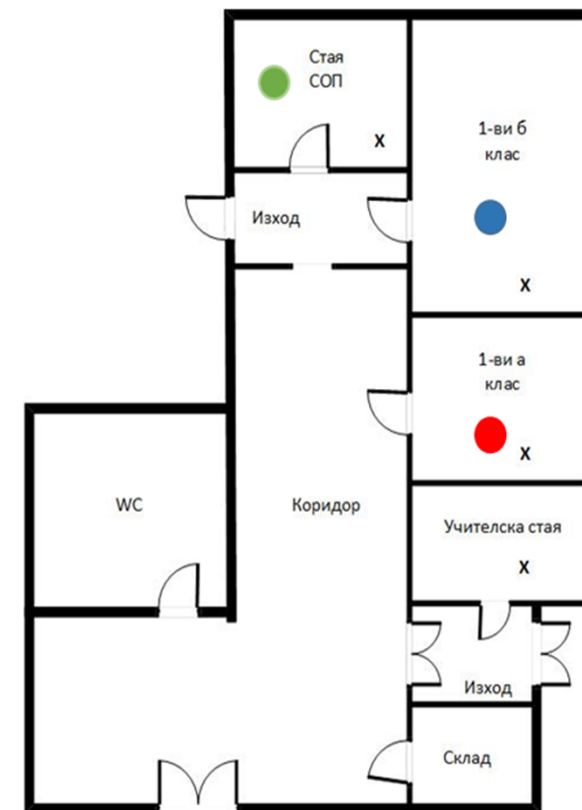 Стая
СОП
X
1-ви б
клас
Изход
X
1-ви а
клас
X
WC
Коридор
Учителска стая
X
Изход
Склад